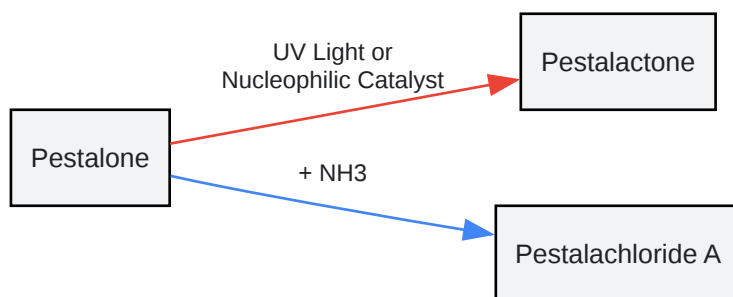 UV Light or
Nucleophilic Catalyst
Pestalactone
Pestalone
+ NH3
Pestalachloride A